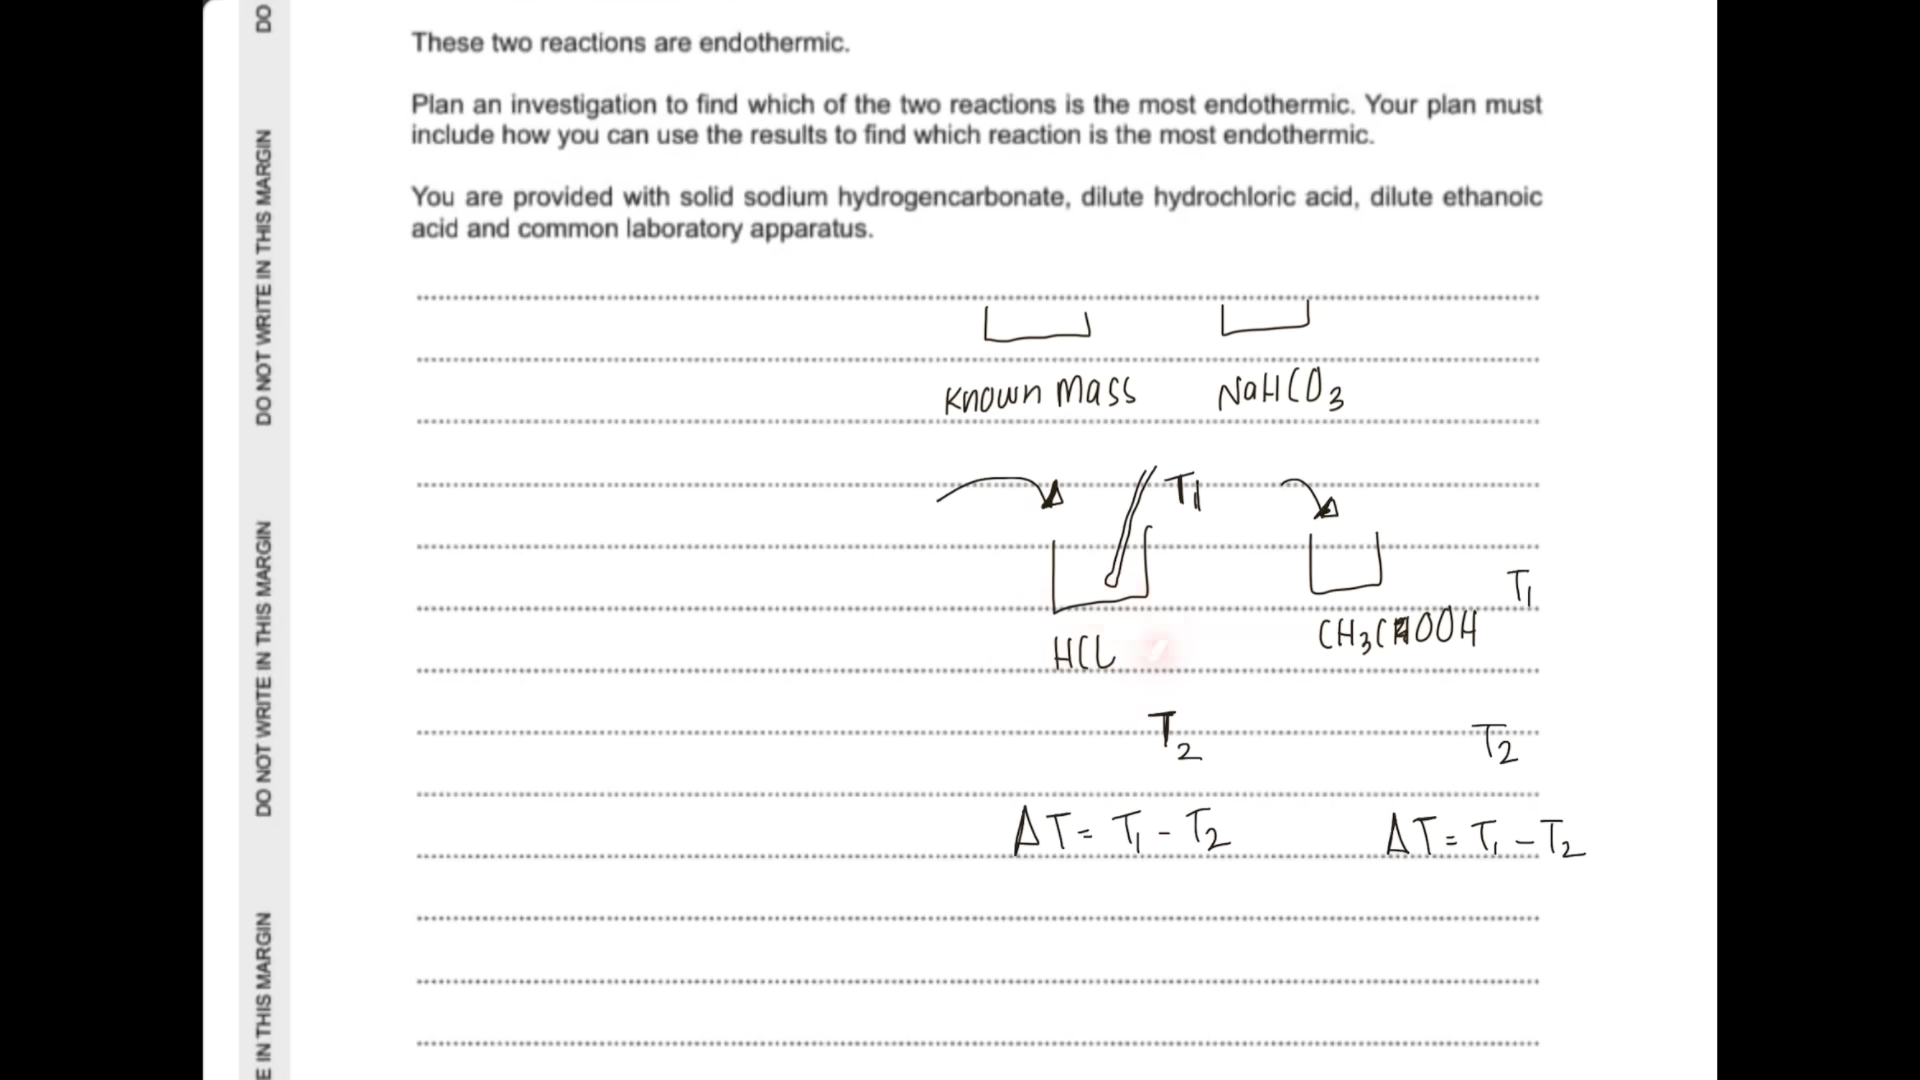 DO
DO NOT WRITE IN THIS MARGIN
DO NOT WRITE IN THIS MARGIN
E IN THIS MARGIN
These two reactions are endothermic.
Plan an investigation to find which of the two reactions is the most endothermic. Your plan must
include how you can use the results to find which reaction is the most endothermic.
You are provided with solid sodium hydrogencarbonate, dilute hydrochloric acid, dilute ethanoic
acid and common laboratory apparatus.
Known Mass NaHCO3
T1
T1
HCL CH3COOH
T2 T2
ΔT = T1 - T2 ΔT = T1 - T2